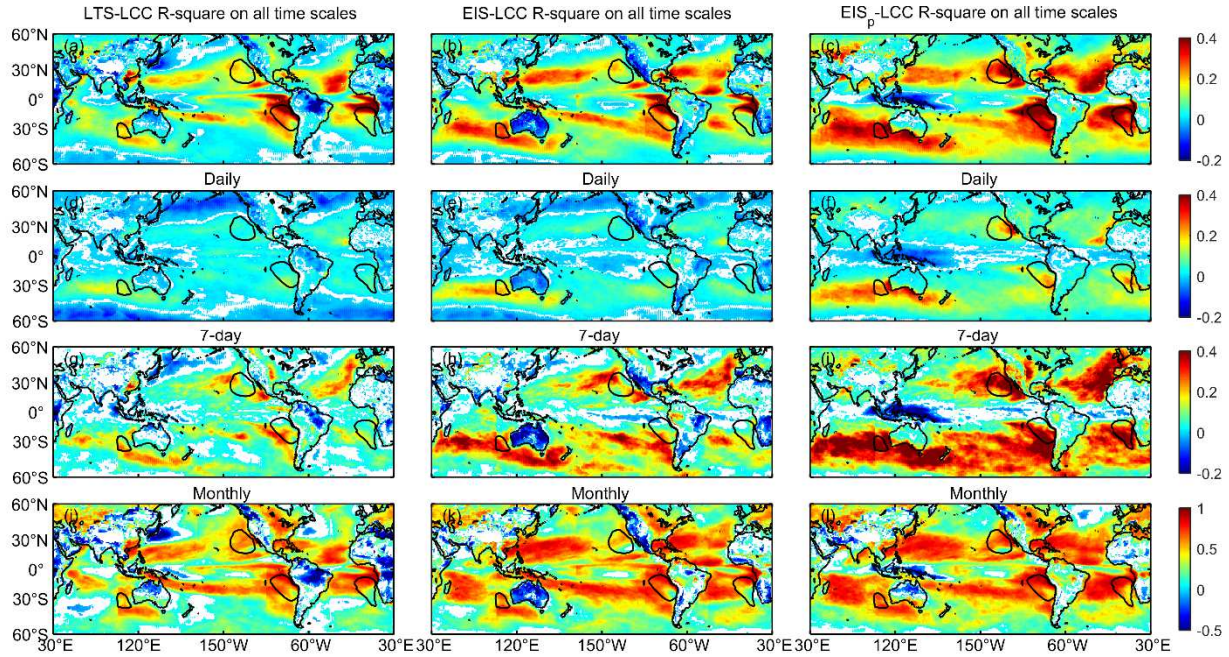 LTS-LCC R-square on all time scales EIS-LCC R-square on all time scales EISp-LCC R-square on all time scales
60°N (a) (b) (c) 0.4
30°N 0.2
0° 0
30°S
60°S -0.2
Daily Daily Daily
60°N (d) (e) (f) 0.4
30°N 0.2
0° 0
30°S
60°S -0.2
7-day 7-day 7-day
60°N (g) (h) (i) 0.4
30°N 0.2
0° 0
30°S
60°S -0.2
Monthly Monthly Monthly
60°N (j) (k) (l) 1
30°N 0.5
0° 0
30°S
60°S -0.5
30°E 120°E 150°W 60°W 30°E 120°E 150°W 60°W 30°E 120°E 150°W 60°W 30°E